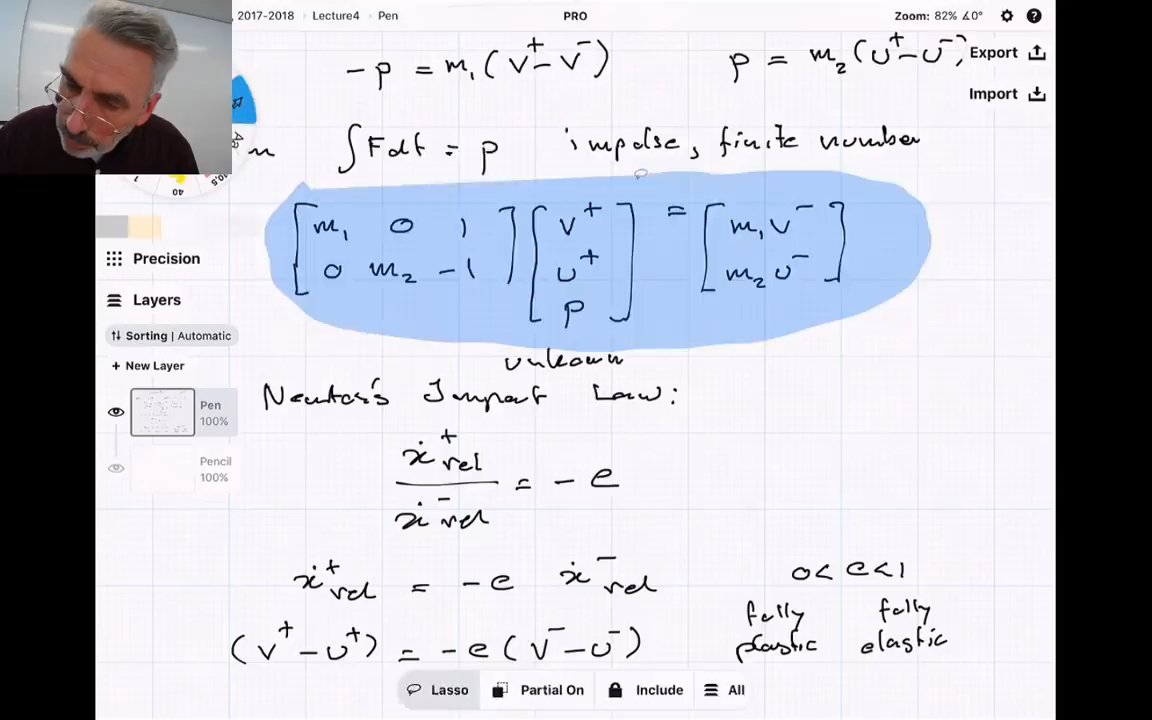 , 2017-2018 › Lecture4 › Pen
PRO
Zoom: 82% ∠0°
Export
Import
-p = m₁(v⁺-v⁻)
p = m₂(u⁺-u⁻)
∫Fdt = p impulse, finite number
[m₁ 0 1] [v⁺] = [m₁v⁻]
[0 m₂ -1] [u⁺] [m₂u⁻]
[p]
unknown
Newton's Impact Law:
ẋ⁺rel / ẋ⁻rel = -e
ẋ⁺rel = -e ẋ⁻rel
0< e<1
fully fully
plastic elastic
(v⁺-u⁺) = -e(v⁻-u⁻)
40
Precision
Layers
Sorting | Automatic
+ New Layer
Pen
100%
Pencil
100%
Lasso
Partial On
Include
All